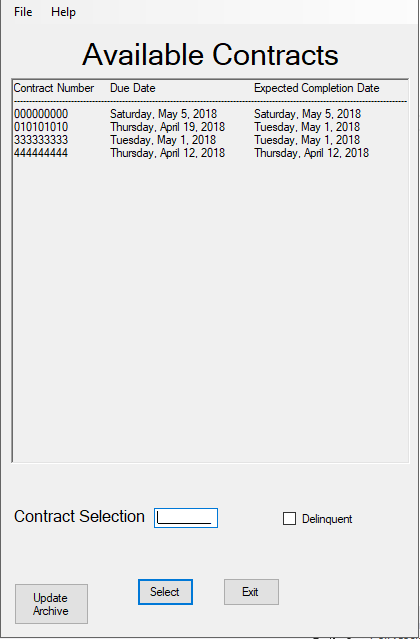 File Help
Available Contracts
Contract Number Due Date Expected Completion Date
000000000 Saturday, May 5, 2018 Saturday, May 5, 2018
010101010 Thursday, April 19, 2018 Tuesday, May 1, 2018
333333333 Tuesday, May 1, 2018 Tuesday, May 1, 2018
444444444 Thursday, April 12, 2018 Thursday, April 12, 2018
Contract Selection
Delinquent
Update
Archive
Select Exit